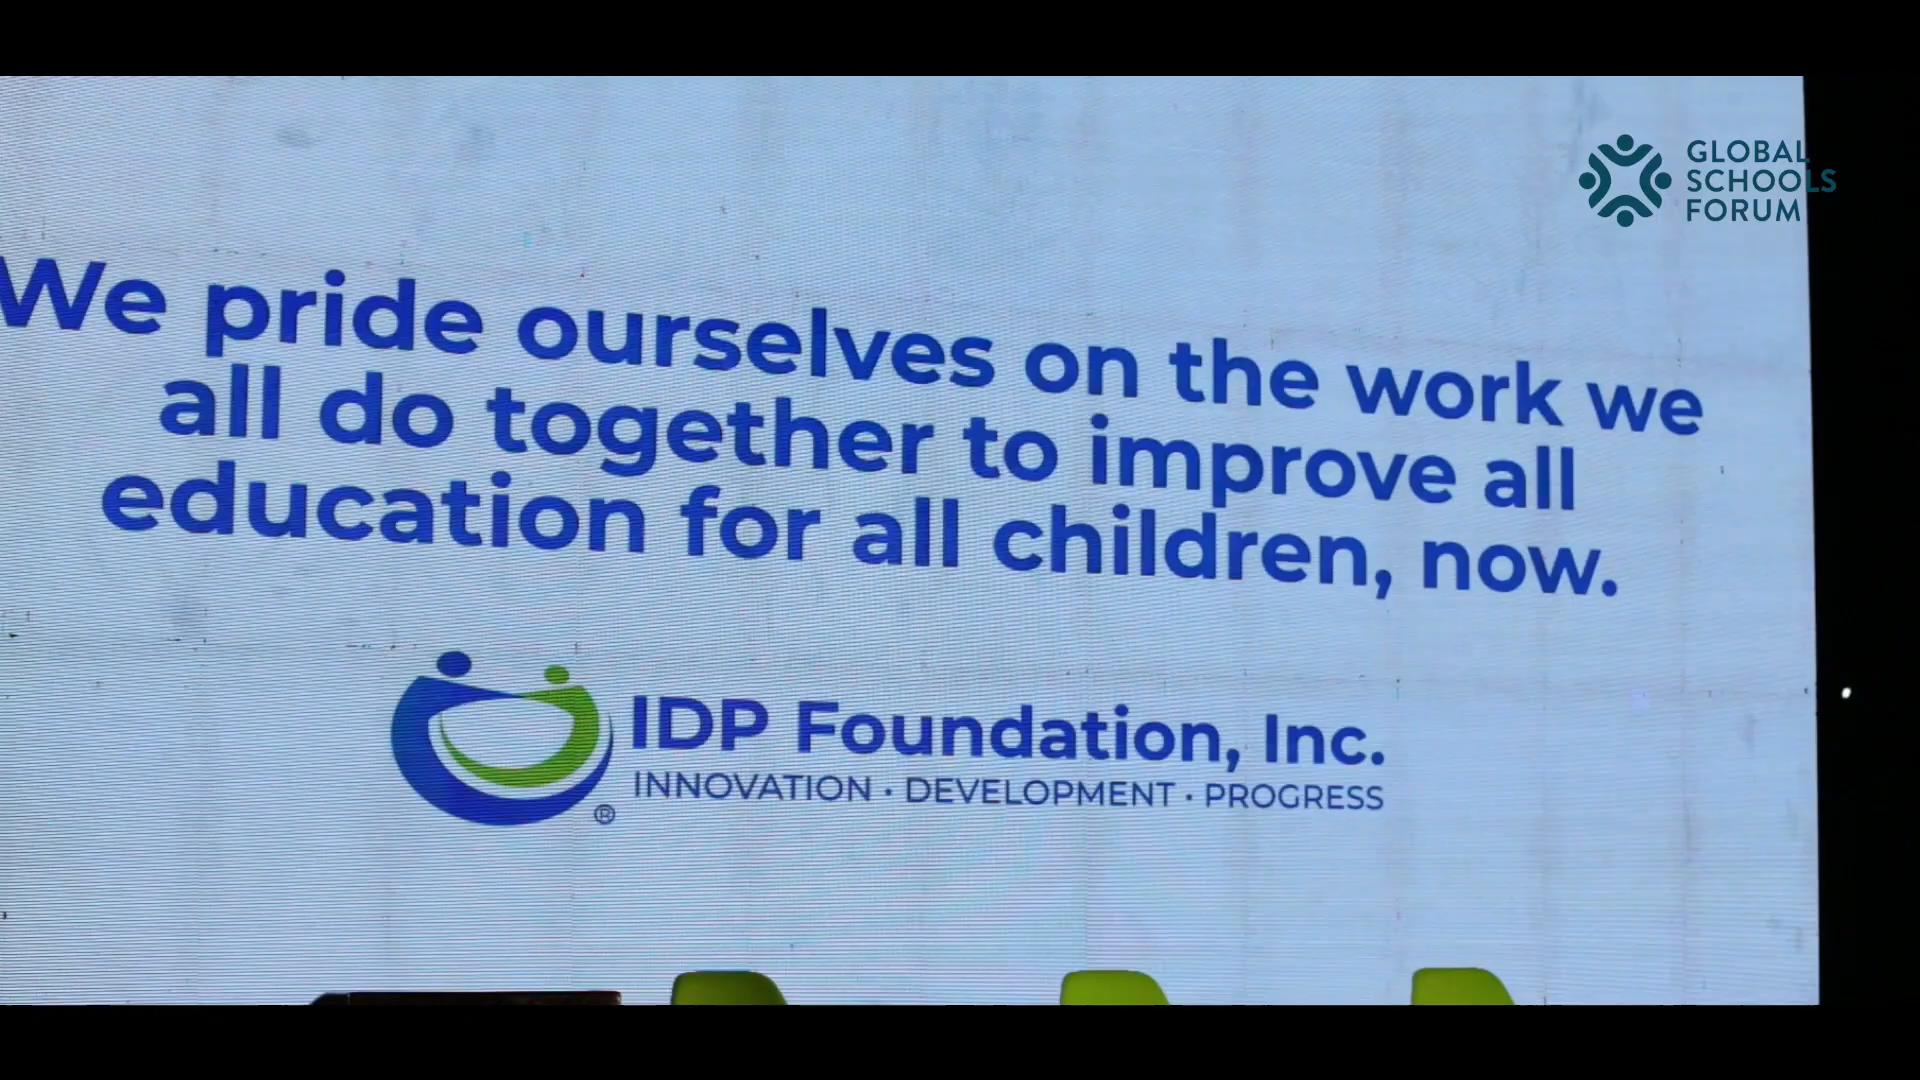 GLOBAL
SCHOOLS
FORUM
We pride ourselves on the work we
all do together to improve all
education for all children, now.
IDP Foundation, Inc.
INNOVATION · DEVELOPMENT · PROGRESS
®